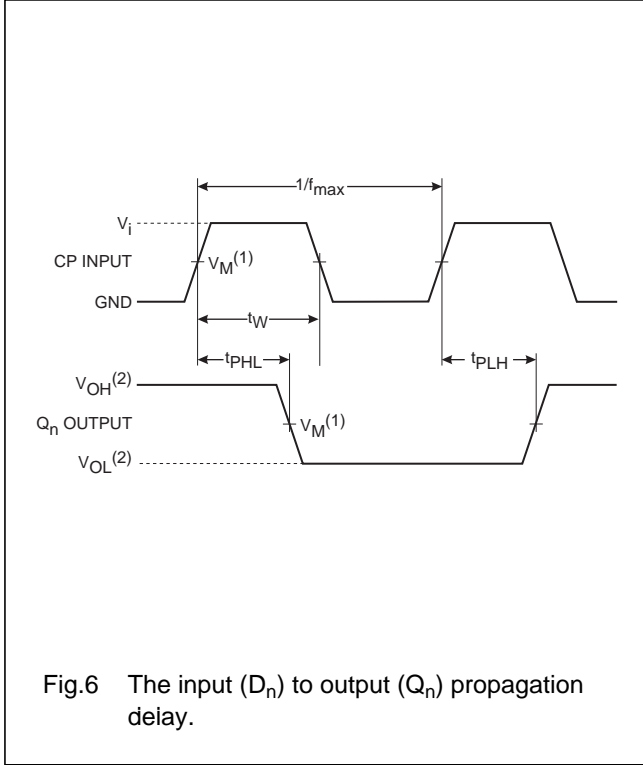 1/fmax
Vi
CP INPUT
VM(1)
GND
tW
tPHL
tPLH
VOH(2)
Qn OUTPUT
VM(1)
VOL(2)
Fig.6 The input (Dn) to output (Qn) propagation
delay.